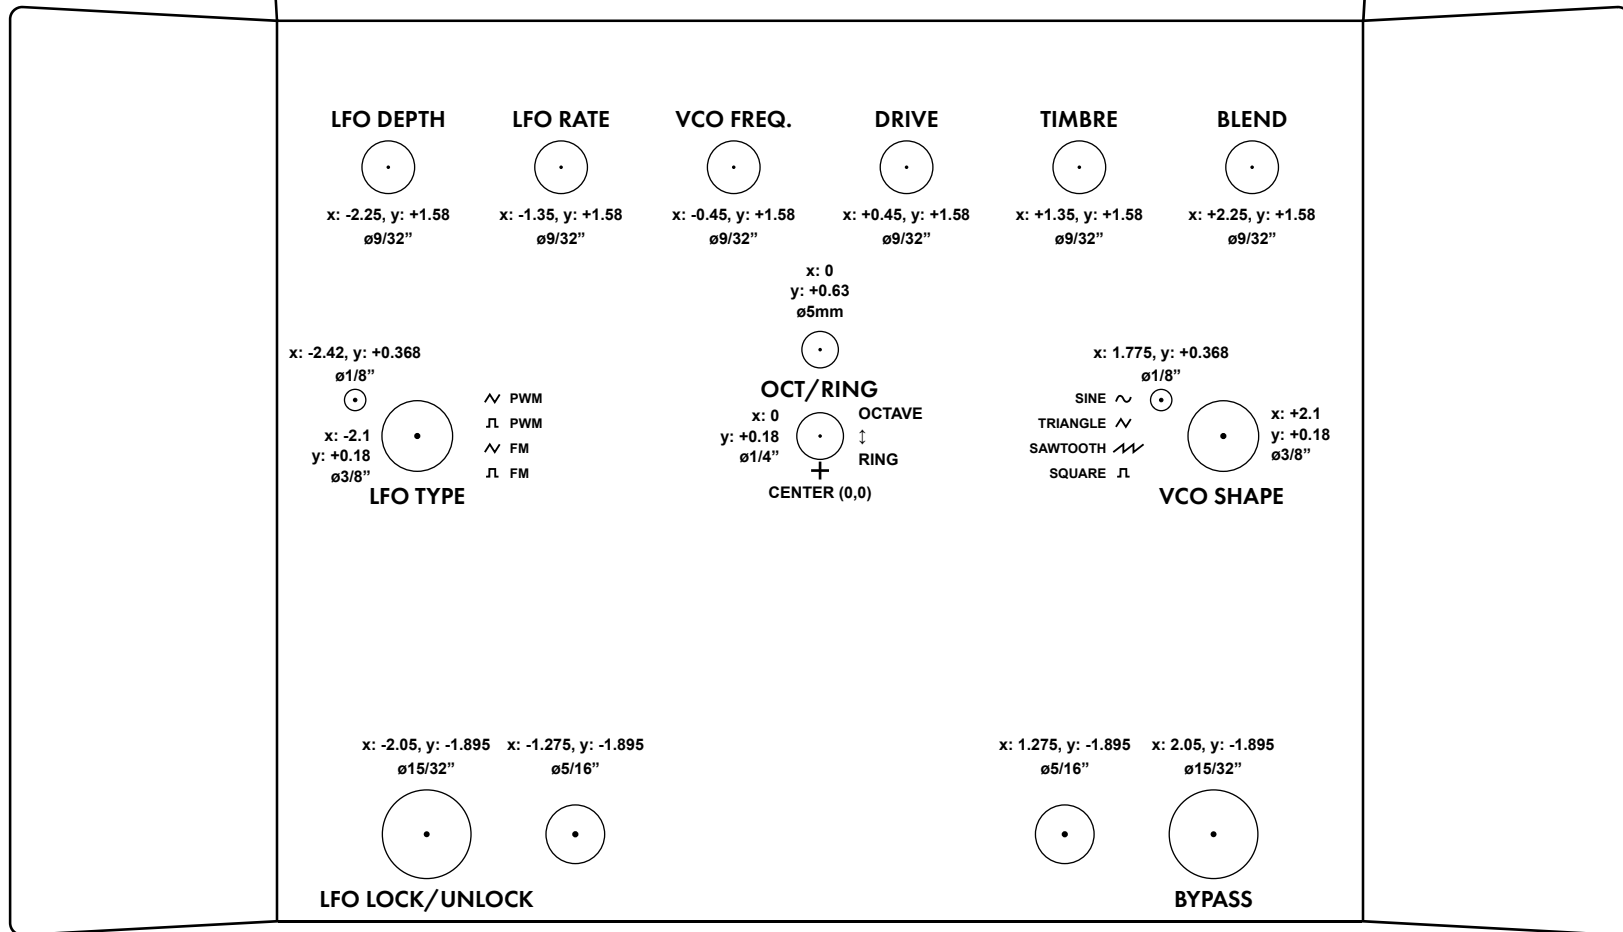 LFO DEPTH
LFO RATE
VCO FREQ.
DRIVE
TIMBRE
BLEND
x: -2.25, y: +1.58
ø9/32”
x: -1.35, y: +1.58
ø9/32”
x: -0.45, y: +1.58
ø9/32”
x: +0.45, y: +1.58
ø9/32”
x: +1.35, y: +1.58
ø9/32”
x: +2.25, y: +1.58
ø9/32”
x: 0
y: +0.63
ø5mm
OCT/RING
x: 0
y: +0.18
ø1/4”
OCTAVE
↕
RING
CENTER (0,0)
x: -2.42, y: +0.368
ø1/8”
x: -2.1
y: +0.18
ø3/8”
PWM
PWM
FM
FM
LFO TYPE
x: 1.775, y: +0.368
ø1/8”
SINE
TRIANGLE
SAWTOOTH
SQUARE
x: +2.1
y: +0.18
ø3/8”
VCO SHAPE
x: -2.05, y: -1.895
ø15/32”
x: -1.275, y: -1.895
ø5/16”
x: 1.275, y: -1.895
ø5/16”
x: 2.05, y: -1.895
ø15/32”
LFO LOCK/UNLOCK
BYPASS